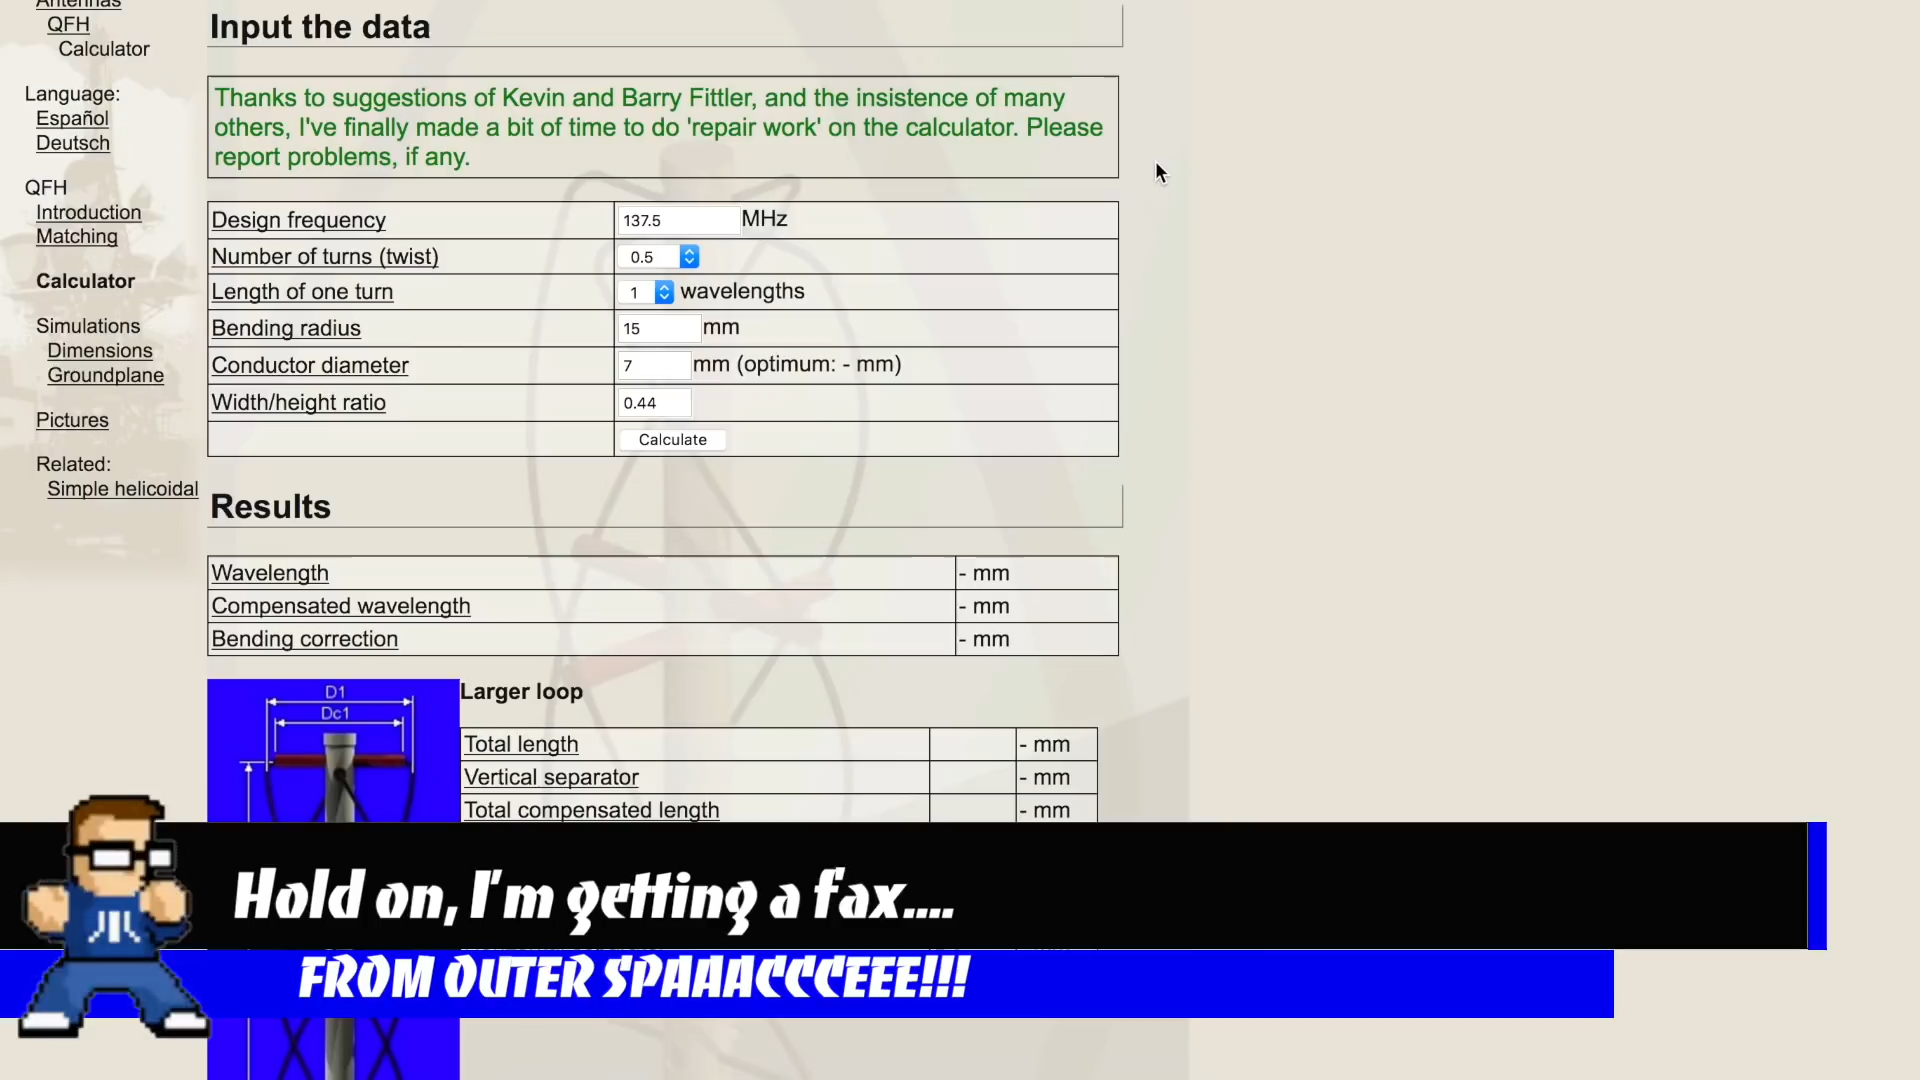 Antennas
QFH
Calculator
Language:
Español
Deutsch
QFH
Introduction
Matching
Calculator
Simulations
Dimensions
Groundplane
Pictures
Related:
Simple helicoidal
Input the data
Thanks to suggestions of Kevin and Barry Fittler, and the insistence of many
others, I've finally made a bit of time to do 'repair work' on the calculator. Please
report problems, if any.
Design frequency 137.5 MHz
Number of turns (twist) 0.5
Length of one turn 1 wavelengths
Bending radius 15 mm
Conductor diameter 7 mm (optimum: - mm)
Width/height ratio 0.44
Calculate
Results
Wavelength - mm
Compensated wavelength - mm
Bending correction - mm
D1
Dc1
Larger loop
Total length - mm
Vertical separator - mm
Total compensated length - mm
Hold on, I'm getting a fax....
FROM OUTER SPAAACCCEEE!!!